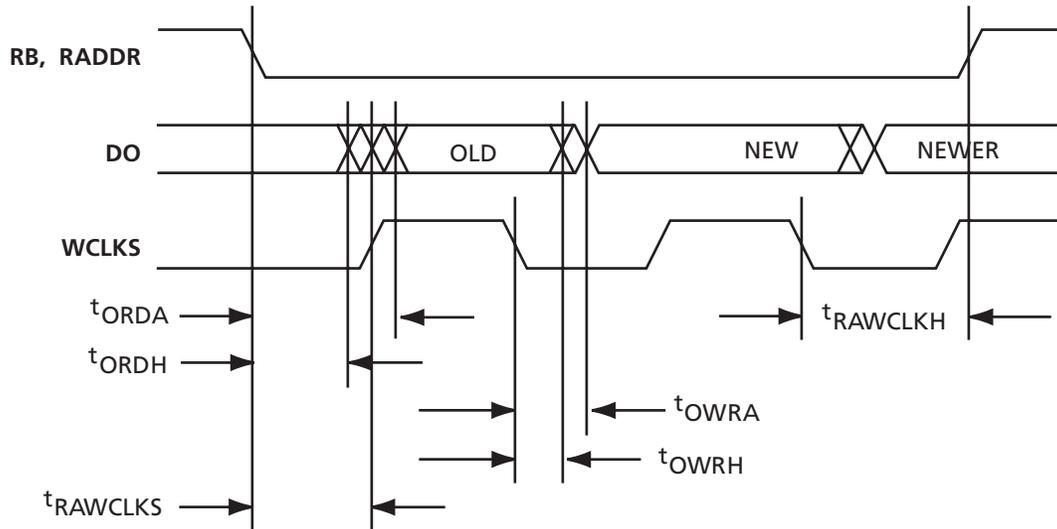 RB, RADDR
DO
OLD
NEW
NEWER
WCLKS
tORDA
tRAWCLKH
tORDH
tOWRA
tOWRH
tRAWCLKS